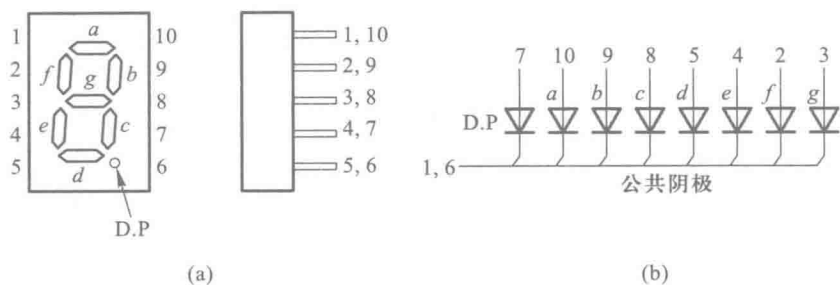 1 a 10 1, 10
2 f g b 9 2, 9
3 8 3, 8
4 e c 7 4, 7
5 d 6 5, 6
D.P
(a)
7 10 9 8 5 4 2 3
D.P a b c d e f g
1, 6
公共阴极
(b)